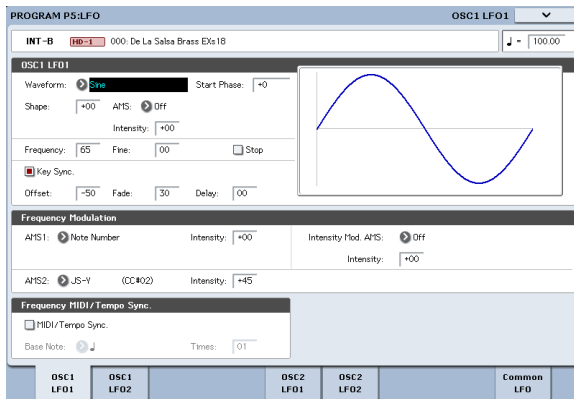 PROGRAM P5:LFO OSC1 LFO1
INT-B HD-1 000: De La Salsa Brass EXs18 ♩ = 100.00
OSC1 LFO1
Waveform: Sine Start Phase: +0
Shape: +00 AMS: Off
Intensity: +00
Frequency: 65 Fine: 00 Stop
Key Sync.
Offset: -50 Fade: 30 Delay: 00
Frequency Modulation
AMS1: Note Number Intensity: +00 Intensity Mod. AMS: Off
Intensity: +00
AMS2: JS-Y (CC#02) Intensity: +45
Frequency MIDI/Tempo Sync.
MIDI/Tempo Sync.
Base Note: ♩ Times: 01
OSC1 LFO1 OSC1 LFO2 OSC2 LFO1 OSC2 LFO2 Common LFO